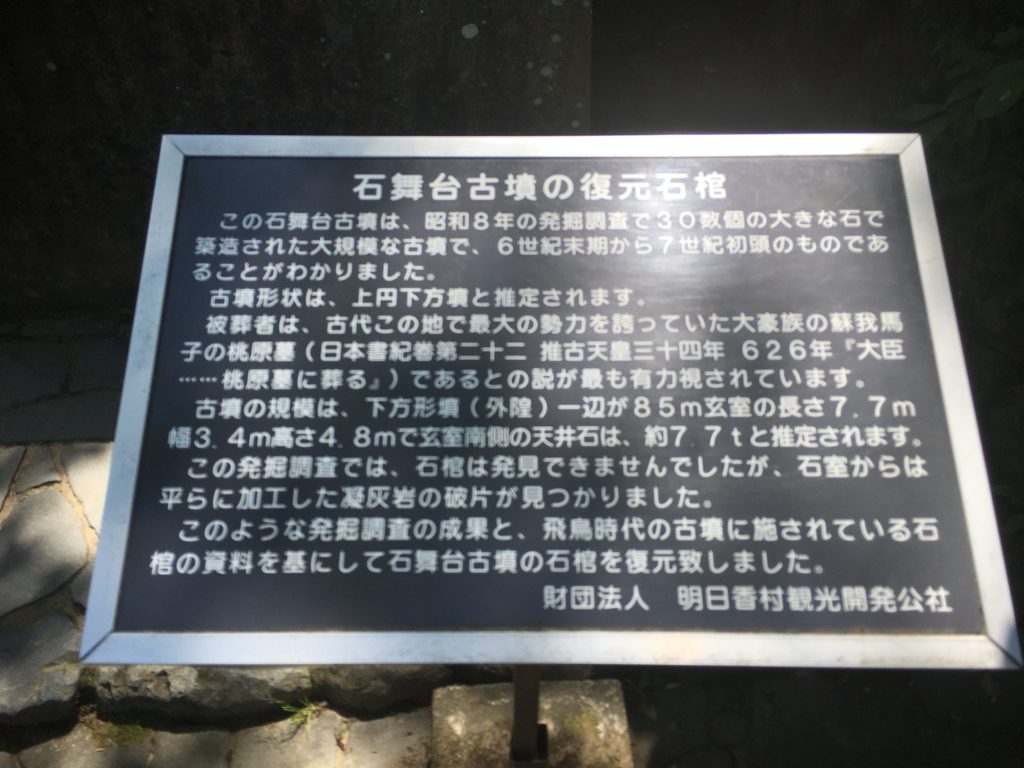 石舞台古墳の復元石棺
この石舞台古墳は、昭和８年の発掘調査で３０数個の大きな石で
築造された大規模な古墳で、６世紀末期から７世紀初頭のものであ
ることがわかりました。
古墳形状は、上円下方墳と推定されます。
被葬者は、古代この地で最大の勢力を誇っていた大豪族の蘇我馬
子の桃原墓（日本書紀巻第二十二　推古天皇三十四年　６２６年『大臣
……桃原墓に葬る』）であるとの説が最も有力視されています。
古墳の規模は、下方形墳（外隍）一辺が８５ｍ玄室の長さ７.７ｍ
幅３.４ｍ高さ４.８ｍで玄室南側の天井石は、約７７ｔと推定されます。
この発掘調査では、石棺は発見できませんでしたが、石室からは
平らに加工した凝灰岩の破片が見つかりました。
このような発掘調査の成果と、飛鳥時代の古墳に施されている石
棺の資料を基にして石舞台古墳の石棺を復元致しました。
財団法人　明日香村観光開発公社